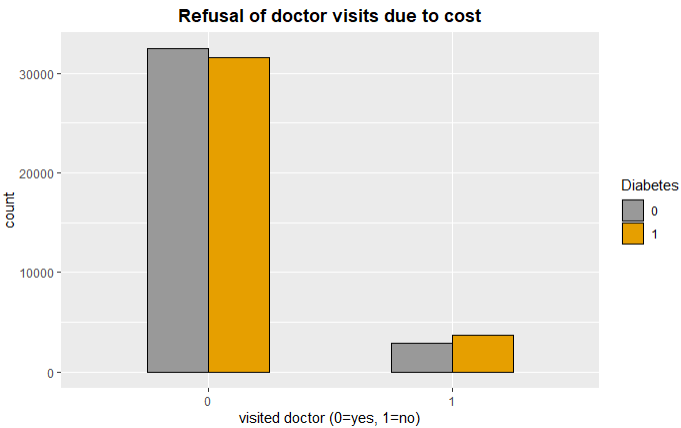 Refusal of doctor visits due to cost
count
30000
20000
10000
0
0
1
visited doctor (0=yes, 1=no)
Diabetes
0
1